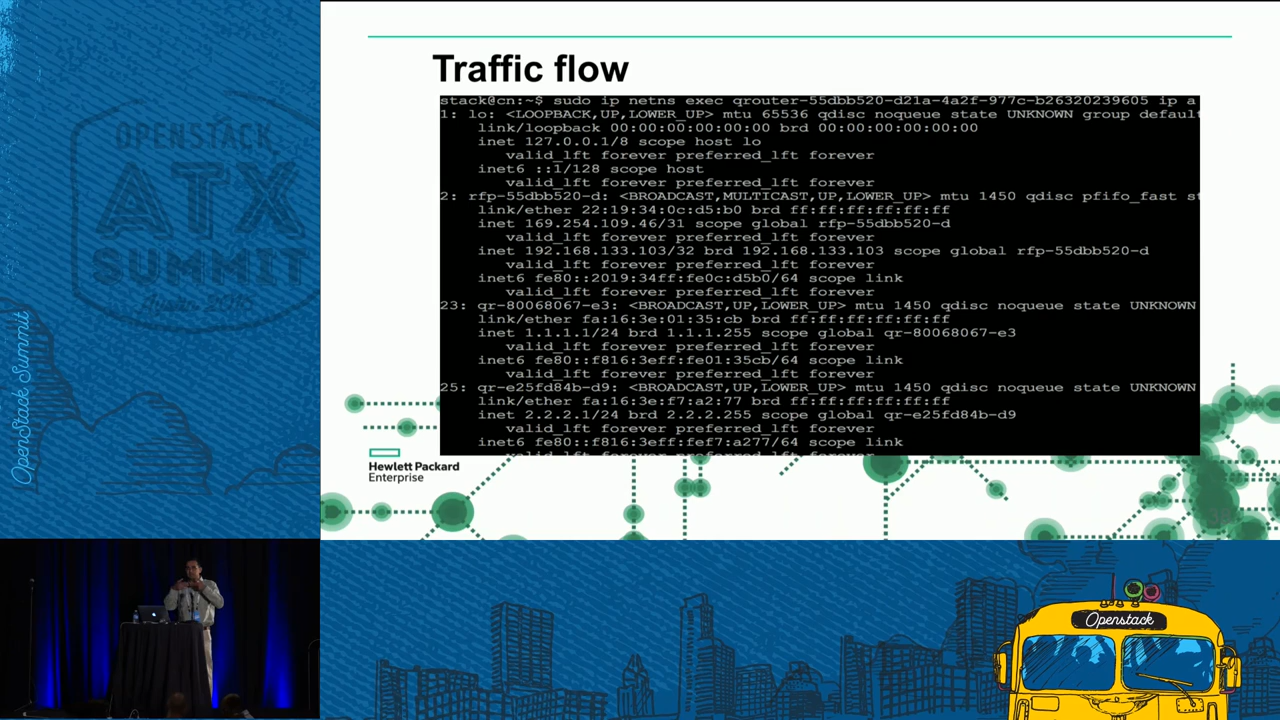 OPENSTACK
ATX
SUMMIT
OpenStack Summit
Traffic flow
stack@cn:~$ sudo ip netns exec qrouter-55dbb520-d21a-4a2f-977c-b26320239605 ip a
1: lo: <LOOPBACK,UP,LOWER_UP> mtu 65536 qdisc noqueue state UNKNOWN group defaul
link/loopback 00:00:00:00:00:00 brd 00:00:00:00:00:00
inet 127.0.0.1/8 scope host lo
valid_lft forever preferred_lft forever
inet6 ::1/128 scope host
valid_lft forever preferred_lft forever
2: rfp-55dbb520-d: <BROADCAST,MULTICAST,UP,LOWER_UP> mtu 1450 qdisc pfifo_fast st
link/ether 22:19:34:0c:d5:b0 brd ff:ff:ff:ff:ff:ff
inet 169.254.109.46/31 scope global rfp-55dbb520-d
valid_lft forever preferred_lft forever
inet 192.168.133.103/32 brd 192.168.133.103 scope global rfp-55dbb520-d
valid_lft forever preferred_lft forever
inet6 fe80::2019:34ff:fe0c:d5b0/64 scope link
valid_lft forever preferred_lft forever
23: qr-80068067-e3: <BROADCAST,UP,LOWER_UP> mtu 1450 qdisc noqueue state UNKNOWN
link/ether fa:16:3e:01:35:cb brd ff:ff:ff:ff:ff:ff
inet 1.1.1.1/24 brd 1.1.1.255 scope global qr-80068067-e3
valid_lft forever preferred_lft forever
inet6 fe80::f816:3eff:fe01:35cb/64 scope link
valid_lft forever preferred_lft forever
25: qr-e25fd84b-d9: <BROADCAST,UP,LOWER_UP> mtu 1450 qdisc noqueue state UNKNOWN
link/ether fa:16:3e:f7:a2:77 brd ff:ff:ff:ff:ff:ff
inet 2.2.2.1/24 brd 2.2.2.255 scope global qr-e25fd84b-d9
valid_lft forever preferred_lft forever
inet6 fe80::f816:3eff:fef7:a277/64 scope link
valid_lft forever preferred_lft forever
Hewlett Packard
Enterprise
Openstack